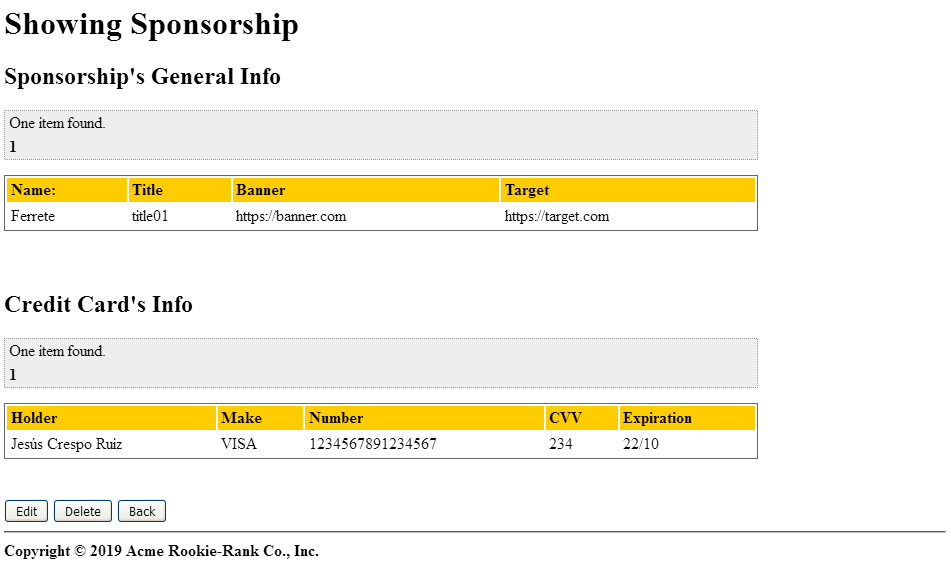 Showing Sponsorship
Sponsorship's General Info
One item found.
1
Name: Title Banner Target
Ferrete title01 https://banner.com https://target.com
Credit Card's Info
One item found.
1
Holder Make Number CVV Expiration
Jesús Crespo Ruiz VISA 1234567891234567 234 22/10
Edit Delete Back
Copyright © 2019 Acme Rookie-Rank Co., Inc.